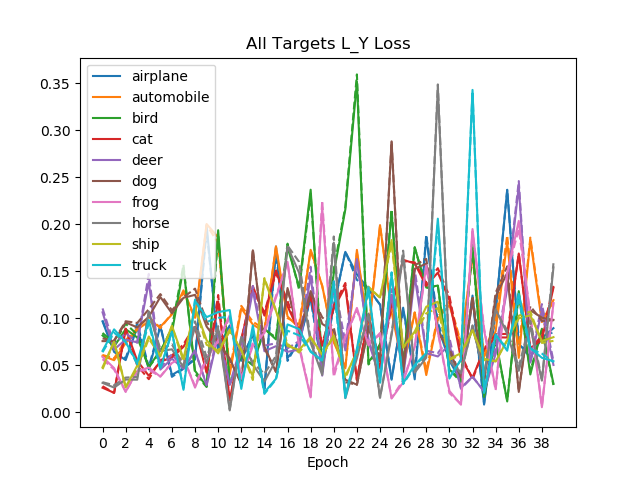 All Targets L_Y Loss
airplane
automobile
bird
cat
deer
dog
frog
horse
ship
truck
0.35
0.30
0.25
0.20
0.15
0.10
0.05
0.00
0 2 4 6 8 10 12 14 16 18 20 22 24 26 28 30 32 34 36 38
Epoch